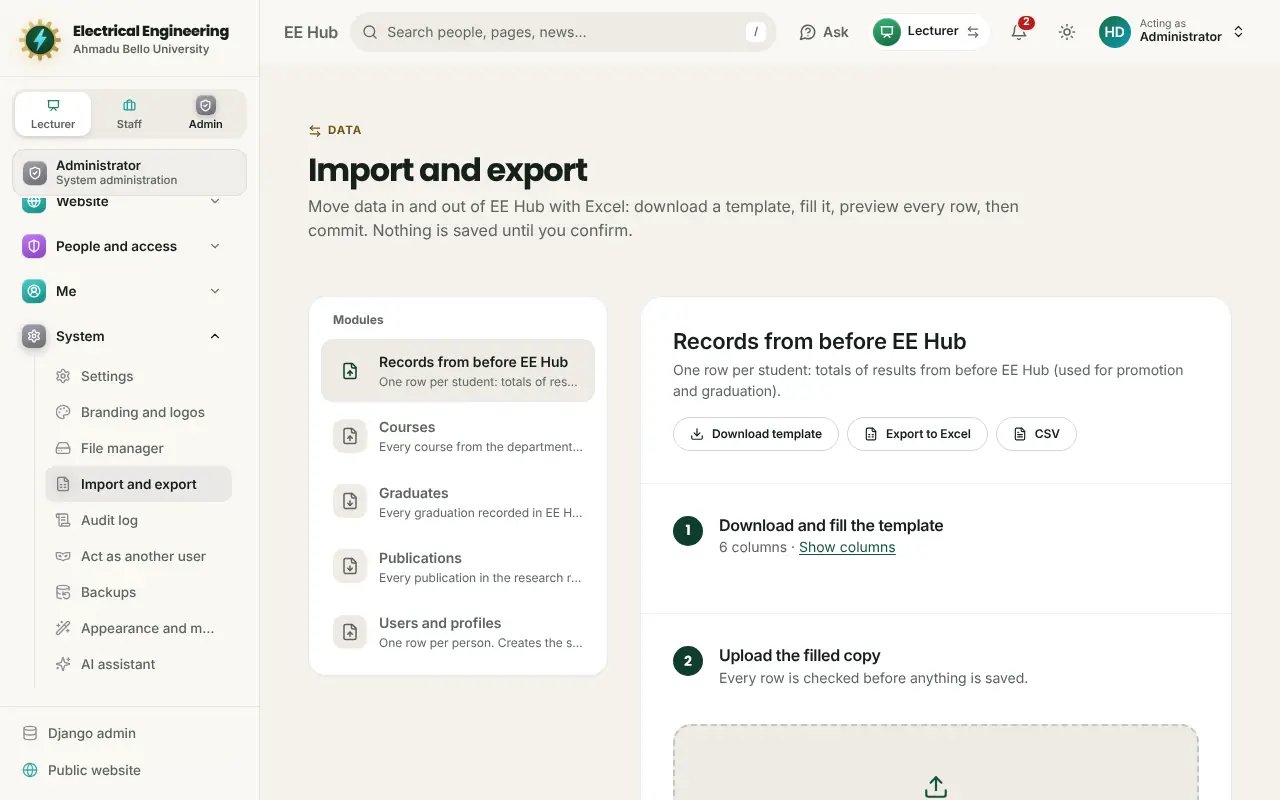 Electrical Engineering
Ahmadu Bello University
EE Hub
Search people, pages, news...
/
Ask
Lecturer
2
HD
Acting as
Administrator
Lecturer
Staff
Admin
Administrator
System administration
Website
People and access
Me
System
Settings
Branding and logos
File manager
Import and export
Audit log
Act as another user
Backups
Appearance and m...
AI assistant
Django admin
Public website
DATA
Import and export
Move data in and out of EE Hub with Excel: download a template, fill it, preview every row, then
commit. Nothing is saved until you confirm.
Modules
Records from before EE Hub
One row per student: totals of res...
Courses
Every course from the department...
Graduates
Every graduation recorded in EE H...
Publications
Every publication in the research r...
Users and profiles
One row per person. Creates the s...
Records from before EE Hub
One row per student: totals of results from before EE Hub (used for promotion
and graduation).
Download template
Export to Excel
CSV
1
Download and fill the template
6 columns · Show columns
2
Upload the filled copy
Every row is checked before anything is saved.